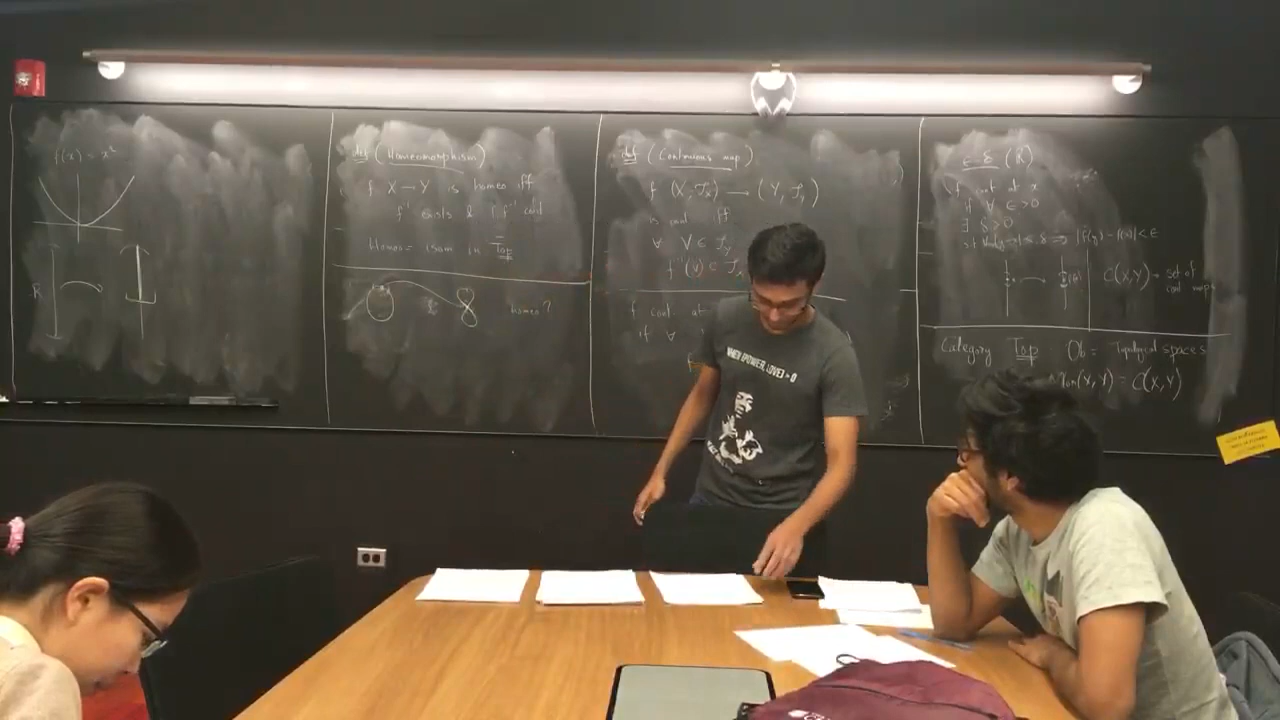 f(x) = x²
R
def (Homeomorphism)
f X → Y is homeo iff
f⁻¹ exists & f, f⁻¹ cont
Homeo = isom in Top
&
homeo?
def (Continuous map)
f (X, 𝒯_X) → (Y, 𝒯_Y)
is cont iff
∀ V ∈ 𝒯_Y
f⁻¹(V) ∈ 𝒯_X
f cont. at
if ∀
ε-δ (R)
f cont at x
if ∀ ε > 0
∃ δ > 0
⇒ |f(y) - f(x)| < ε
C(X,Y) = set of
cont maps
Category Top : Ob = Topological spaces
Mor(X, Y) = C(X, Y)
WHEN [POWER, LOVE] = 0